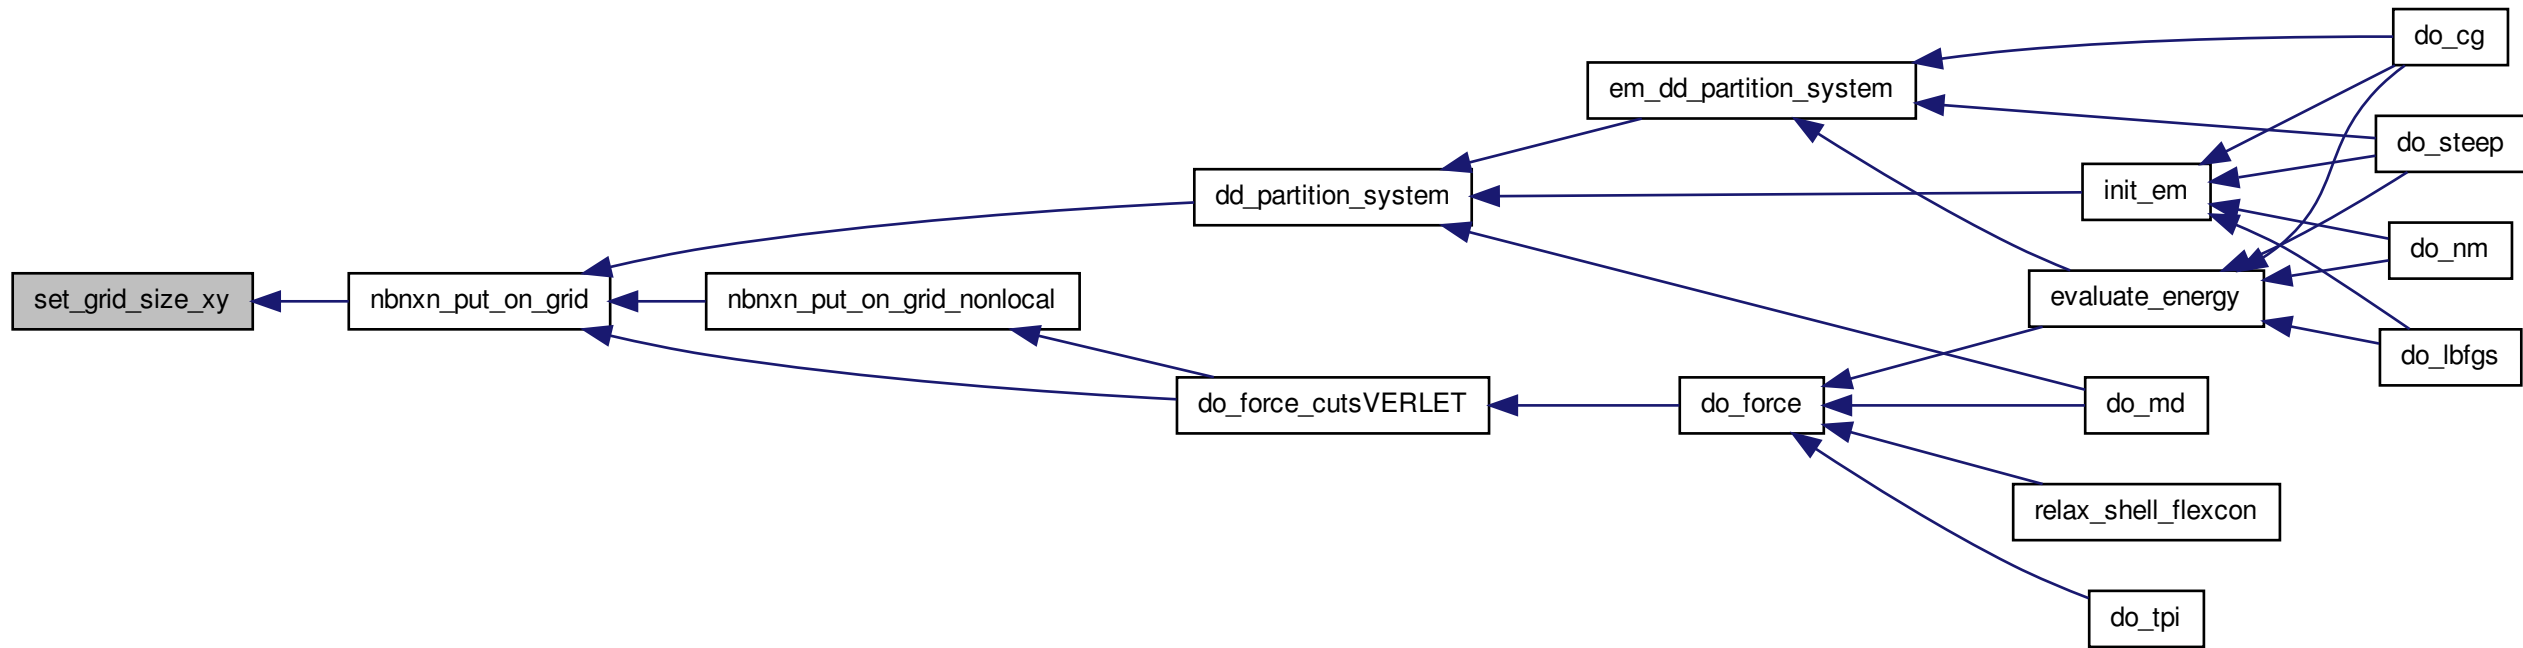 do_cg
em_dd_partition_system
do_steep
dd_partition_system
init_em
do_nm
set_grid_size_xy
nbnxn_put_on_grid
nbnxn_put_on_grid_nonlocal
evaluate_energy
do_lbfgs
do_force_cutsVERLET
do_force
do_md
relax_shell_flexcon
do_tpi